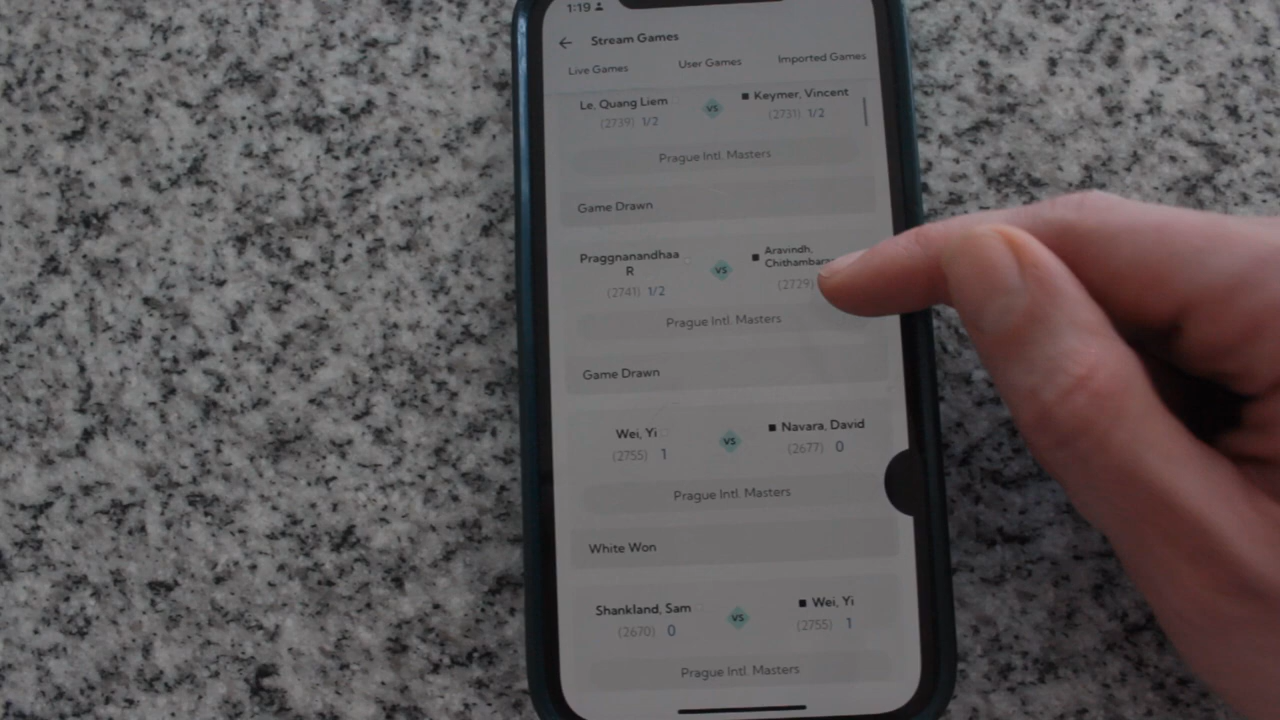 1:19
Stream Games
Live Games User Games Imported Games
Le, Quang Liem vs Keymer, Vincent
(2739) 1/2 (2731) 1/2
Prague Intl. Masters
Game Drawn
Praggnanandhaa
R
vs
Aravindh,
(2741) 1/2 (2729)
Prague Intl. Masters
Game Drawn
Wei, Yi vs Navara, David
(2755) 1 (2677) 0
Prague Intl. Masters
White Won
Shankland, Sam vs Wei, Yi
(2670) 0 (2755) 1
Prague Intl. Masters